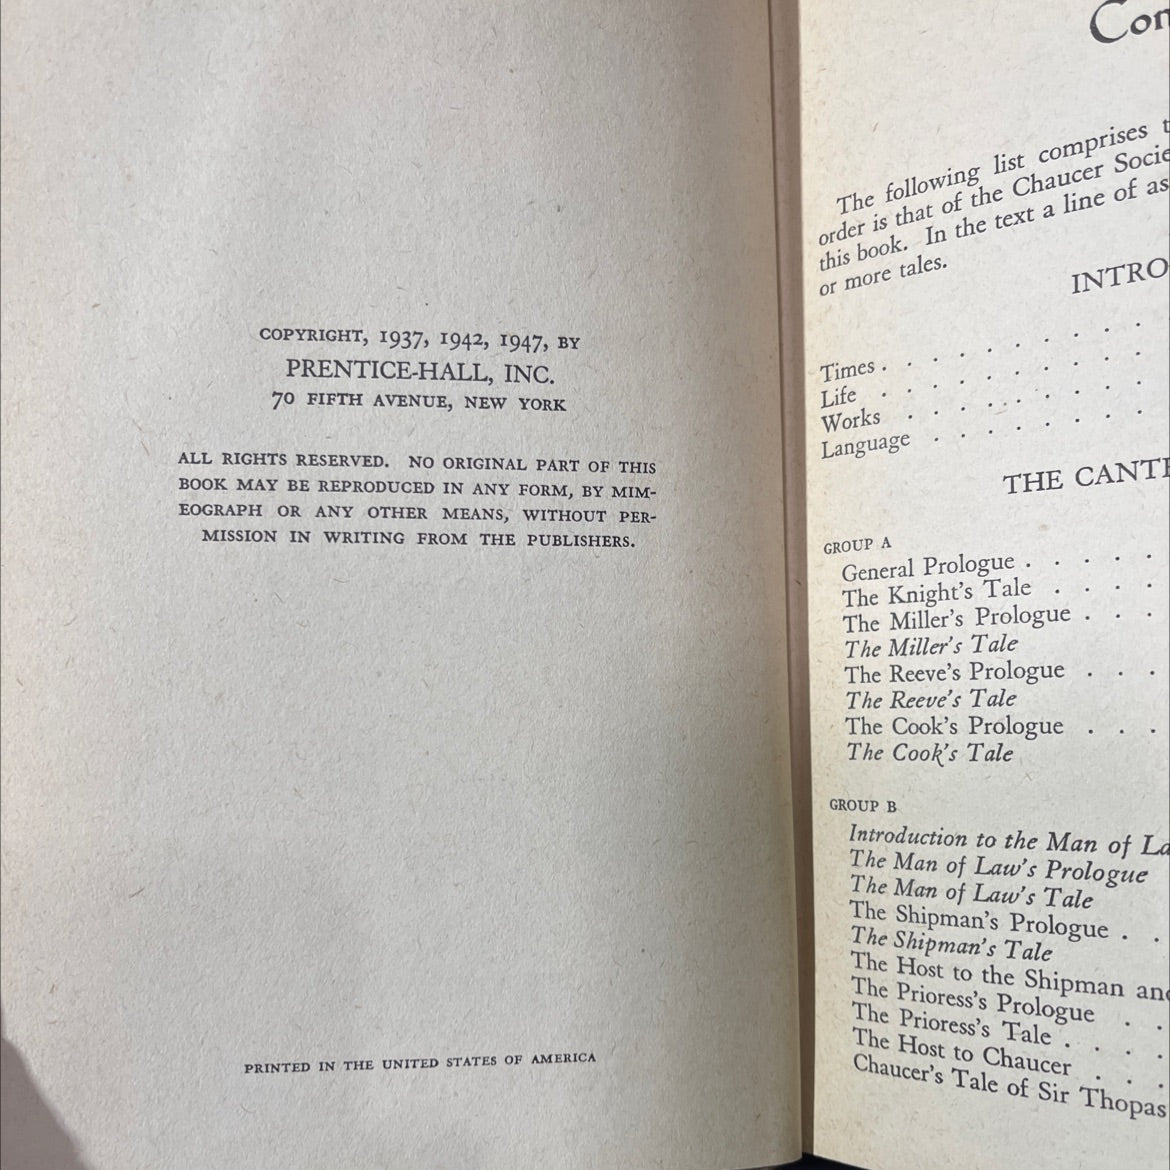 COPYRIGHT, 1937, 1942, 1947, BY
PRENTICE-HALL, INC.
70 FIFTH AVENUE, NEW YORK
ALL RIGHTS RESERVED. NO ORIGINAL PART OF THIS
BOOK MAY BE REPRODUCED IN ANY FORM, BY MIM-
EOGRAPH OR ANY OTHER MEANS, WITHOUT PER-
MISSION IN WRITING FROM THE PUBLISHERS.
PRINTED IN THE UNITED STATES OF AMERICA
The following list comprises
order is that of the Chaucer
this book. In the text a line of
or more tales.
Times . . . . . . .
Life . . . . . . .
Works . . . . . .
Language . . . . .
THE
GROUP A
General Prologue . . . . .
The Knight's Tale . . . .
The Miller's Prologue . . .
The Miller's Tale
The Reeve's Prologue . . .
The Reeve's Tale
The Cook's Prologue . . .
The Cook's Tale
GROUP B
Introduction to the Man of
The Man of Law's Prologue
The Man of Law's Tale
The Shipman's Prologue . .
The Shipman's Tale
The Host to the Shipman
The Prioress's Prologue . .
The Prioress's Tale . . . .
The Host to Chaucer . . .
Chaucer's Tale of Sir Thopas